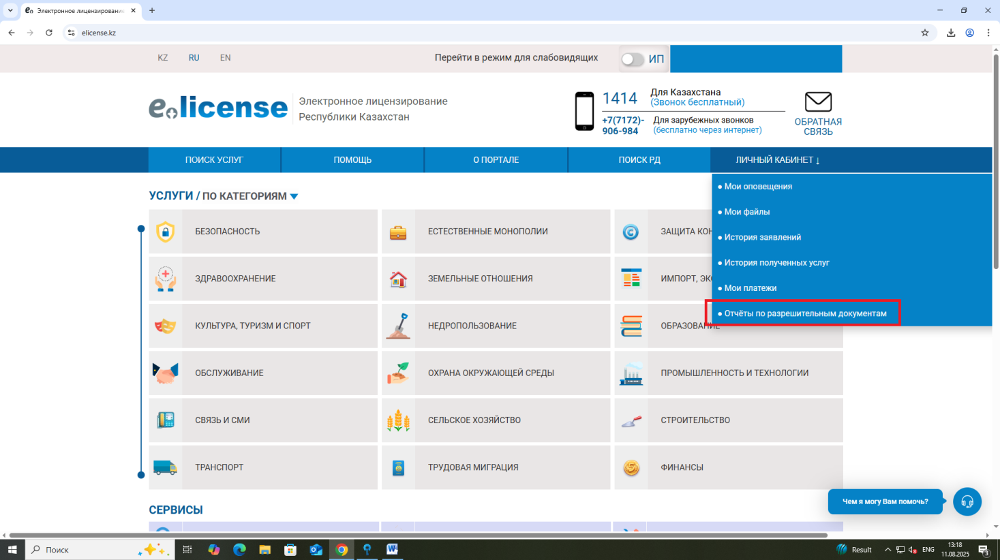 Электронное лицензировани
elicense.kz
KZ RU EN
Перейти в режим для слабовидящих
ИП
e.license
Электронное лицензирование
Республики Казахстан
1414
Для Казахстана
(Звонок бесплатный)
+7(7172)-
906-984
Для зарубежных звонков
(бесплатно через интернет)
ОБРАТНАЯ
СВЯЗЬ
ПОИСК УСЛУГ
ПОМОЩЬ
О ПОРТАЛЕ
ПОИСК РД
ЛИЧНЫЙ КАБИНЕТ ↓
• Мои оповещения
• Мои файлы
• История заявлений
• История полученных услуг
• Мои платежи
• Отчёты по разрешительным документам
УСЛУГИ / ПО КАТЕГОРИЯМ
БЕЗОПАСНОСТЬ
ЕСТЕСТВЕННЫЕ МОНОПОЛИИ
ЗАЩИТА КОН
ЗДРАВООХРАНЕНИЕ
ЗЕМЕЛЬНЫЕ ОТНОШЕНИЯ
ИМПОРТ, ЭКС
КУЛЬТУРА, ТУРИЗМ И СПОРТ
НЕДРОПОЛЬЗОВАНИЕ
ОБРАЗОВАНИЕ
ОБСЛУЖИВАНИЕ
ОХРАНА ОКРУЖАЮЩЕЙ СРЕДЫ
ПРОМЫШЛЕННОСТЬ И ТЕХНОЛОГИИ
СВЯЗЬ И СМИ
СЕЛЬСКОЕ ХОЗЯЙСТВО
СТРОИТЕЛЬСТВО
ТРАНСПОРТ
ТРУДОВАЯ МИГРАЦИЯ
ФИНАНСЫ
СЕРВИСЫ
Чем я могу Вам помочь?
Поиск
Result
ENG
13:18
11.08.2025
3